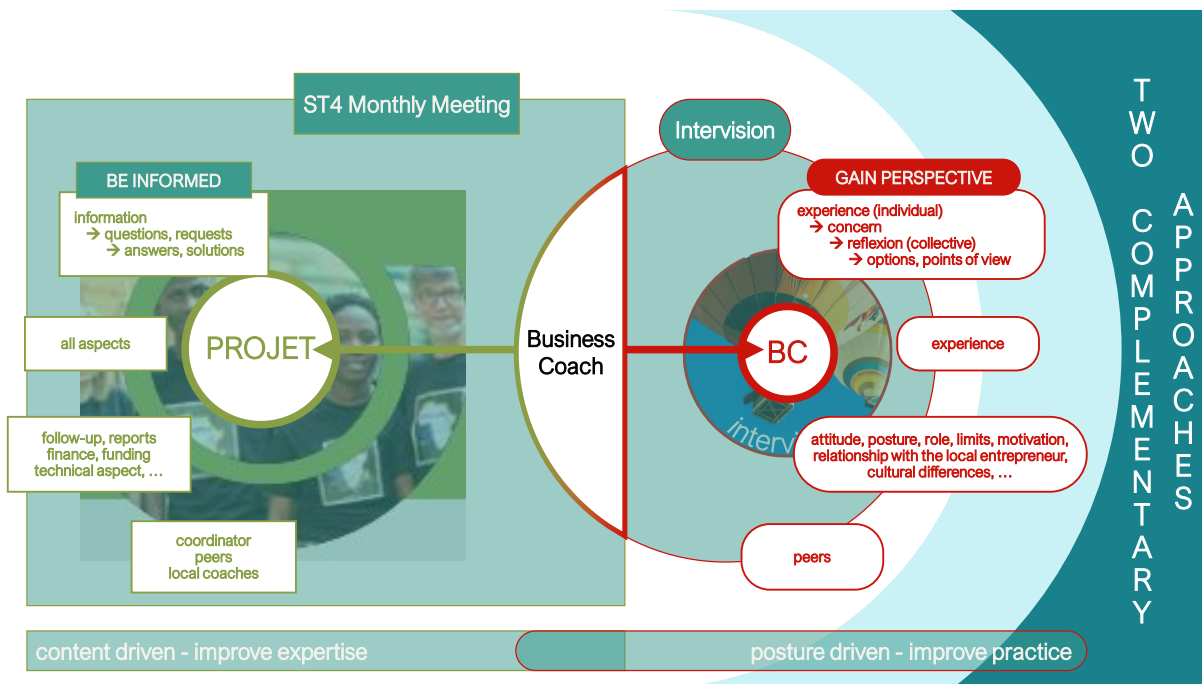 ST4 Monthly Meeting
BE INFORMED
information
→ questions, requests
→ answers, solutions
PROJET
all aspects
follow-up, reports
finance, funding
technical aspect, ...
coordinator
peers
local coaches
Business
Coach
Intervision
GAIN PERSPECTIVE
experience (individual)
→ concern
→ reflexion (collective)
→ options, points of view
BC
experience
intervi
attitude, posture, role, limits, motivation,
relationship with the local entrepreneur,
cultural differences, ...
peers
content driven - improve expertise
posture driven - improve practice
TWO COMPLEMENTARY
APPROACHES